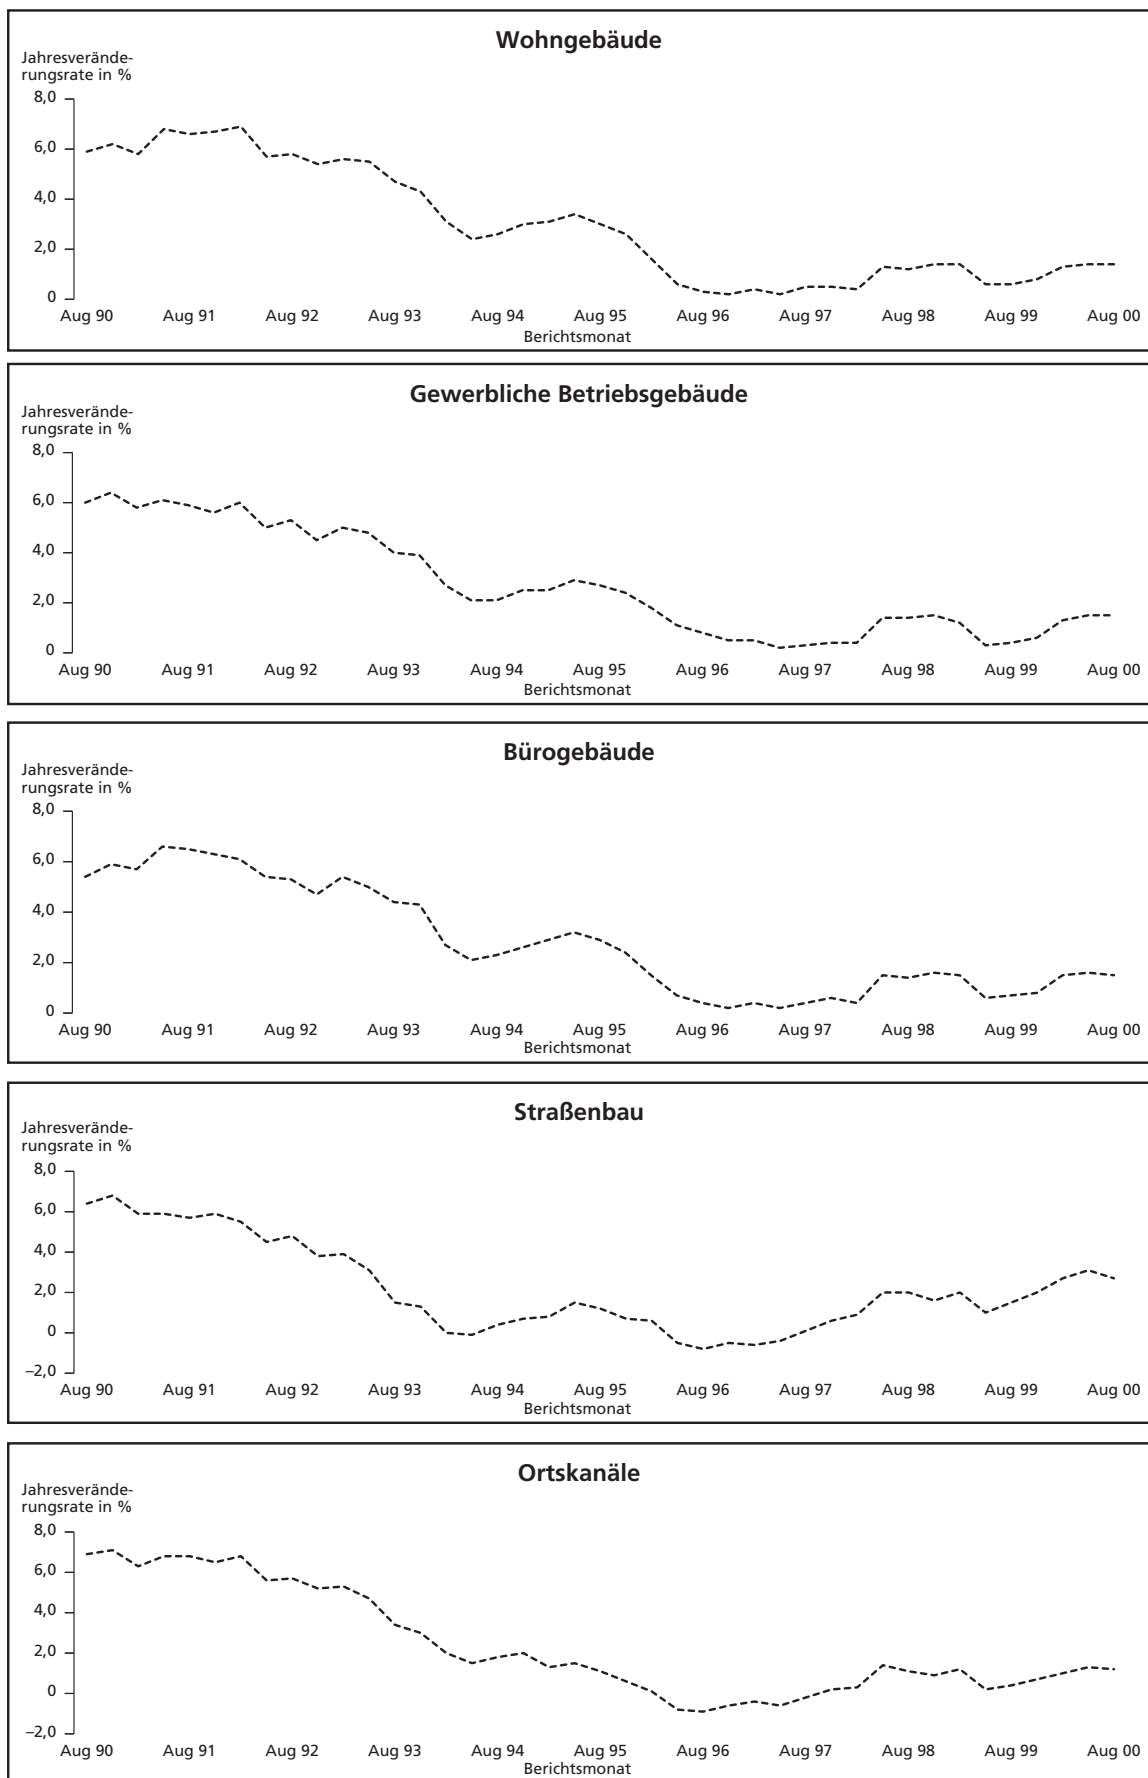 Wohngebäude
Jahresverände-
rungsrate in %
8,0
6,0
4,0
2,0
0
Aug 90 Aug 91 Aug 92 Aug 93 Aug 94 Aug 95 Aug 96 Aug 97 Aug 98 Aug 99 Aug 00
Berichtsmonat
Gewerbliche Betriebsgebäude
Jahresverände-
rungsrate in %
8,0
6,0
4,0
2,0
0
Aug 90 Aug 91 Aug 92 Aug 93 Aug 94 Aug 95 Aug 96 Aug 97 Aug 98 Aug 99 Aug 00
Berichtsmonat
Bürogebäude
Jahresverände-
rungsrate in %
8,0
6,0
4,0
2,0
0
Aug 90 Aug 91 Aug 92 Aug 93 Aug 94 Aug 95 Aug 96 Aug 97 Aug 98 Aug 99 Aug 00
Berichtsmonat
Straßenbau
Jahresverände-
rungsrate in %
8,0
6,0
4,0
2,0
0
−2,0
Aug 90 Aug 91 Aug 92 Aug 93 Aug 94 Aug 95 Aug 96 Aug 97 Aug 98 Aug 99 Aug 00
Berichtsmonat
Ortskanäle
Jahresverände-
rungsrate in %
8,0
6,0
4,0
2,0
0
−2,0
Aug 90 Aug 91 Aug 92 Aug 93 Aug 94 Aug 95 Aug 96 Aug 97 Aug 98 Aug 99 Aug 00
Berichtsmonat